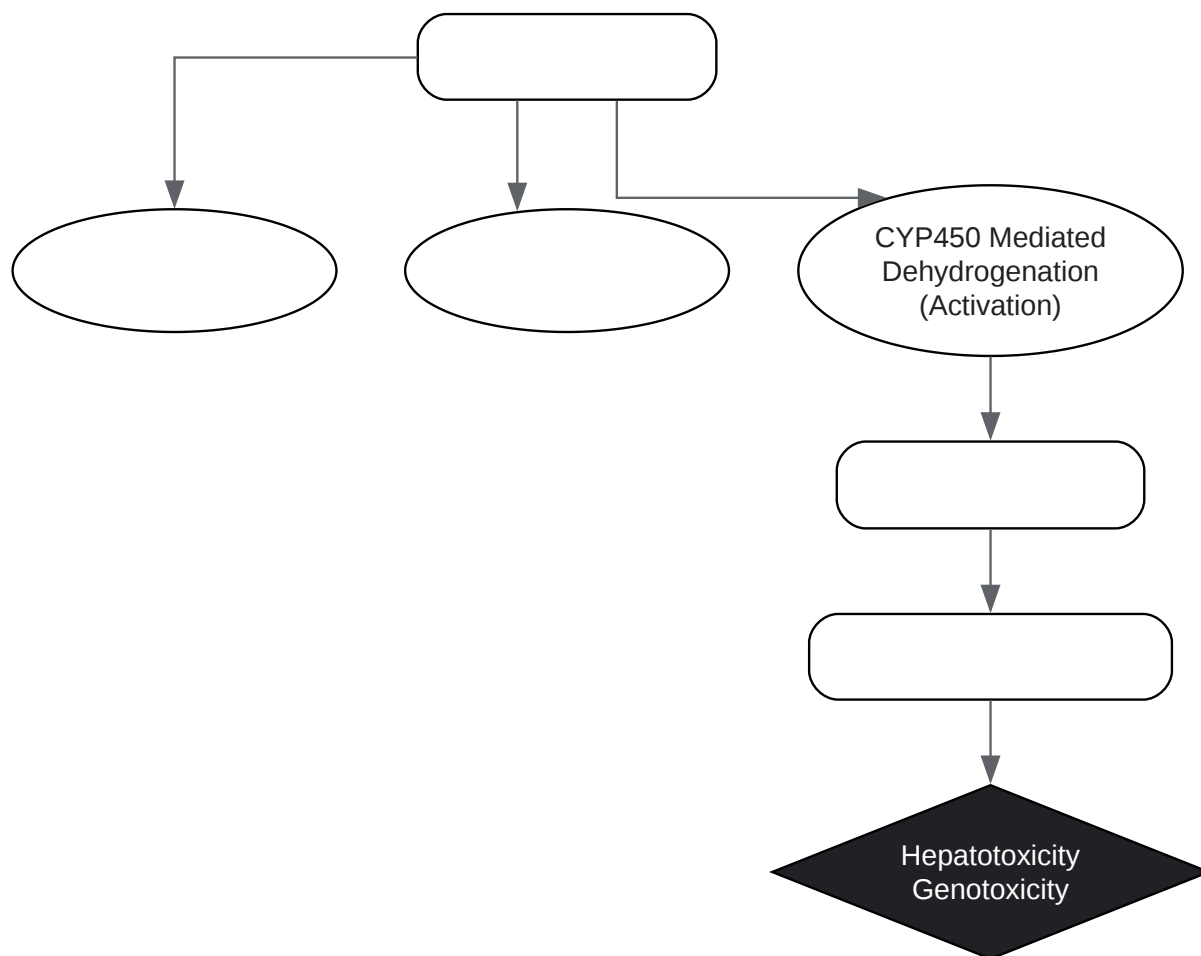 CYP450 Mediated
Dehydrogenation
(Activation)
Hepatotoxicity
Genotoxicity